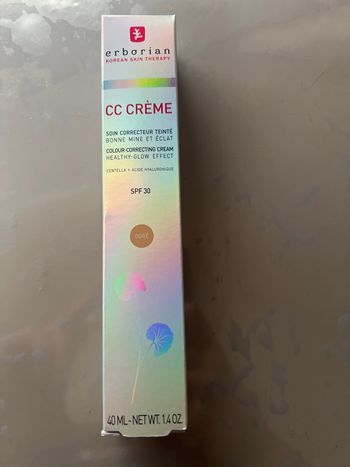 erborian
KOREAN SKIN THERAPY
CC CRÈME
SOIN CORRECTEUR TEINTÉ
BONNE MINE ET ÉCLAT
COLOUR CORRECTING CREAM
HEALTHY-GLOW EFFECT
CENTELLA + ACIDE HYALURONIQUE
SPF 30
DORÉ
40 ML - NET WT. 1.4 OZ.